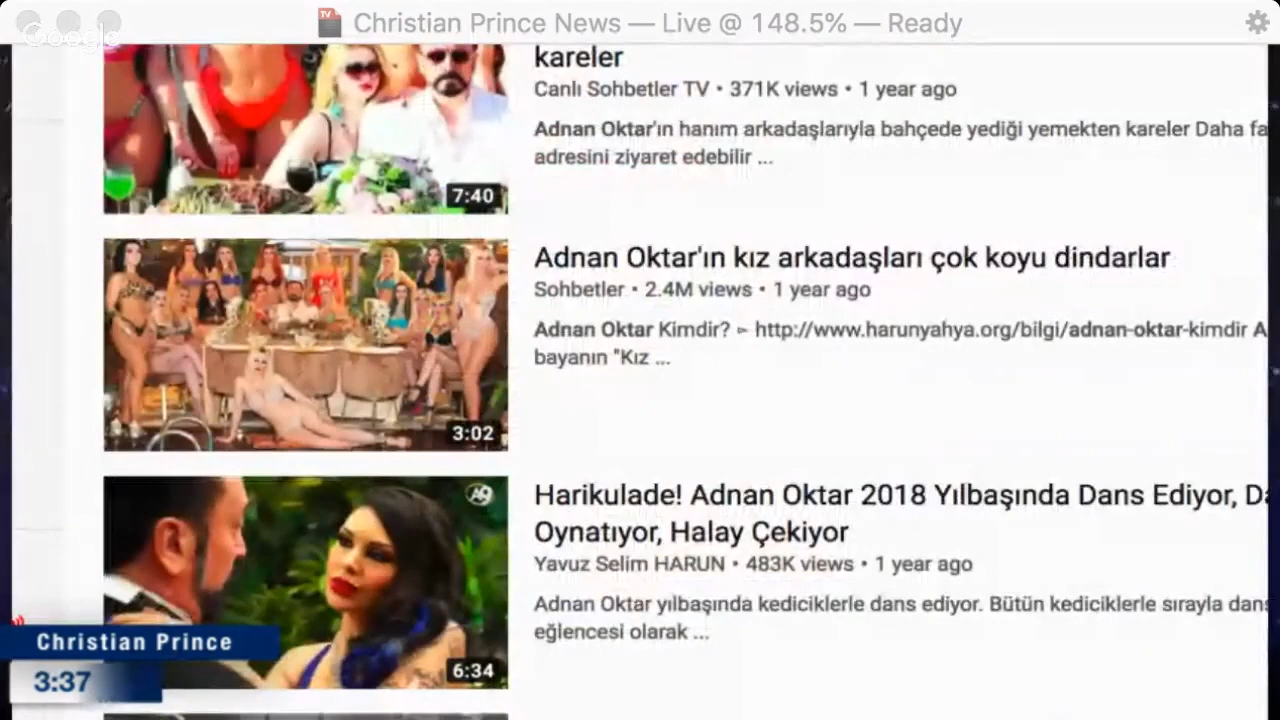 Google
Christian Prince News — Live @ 148.5% — Ready
TV
kareler
Canlı Sohbetler TV • 371K views • 1 year ago
Adnan Oktar'ın hanım arkadaşlarıyla bahçede yediği yemekten kareler Daha fa
adresini ziyaret edebilir ...
7:40
Adnan Oktar'ın kız arkadaşları çok koyu dindarlar
Sohbetler • 2.4M views • 1 year ago
Adnan Oktar Kimdir? ➢ http://www.harunyahya.org/bilgi/adnan-oktar-kimdir A
bayanın "Kız ...
3:02
A9
Harikulade! Adnan Oktar 2018 Yılbaşında Dans Ediyor, Da
Oynatıyor, Halay Çekiyor
Yavuz Selim HARUN • 483K views • 1 year ago
Adnan Oktar yılbaşında kediciklerle dans ediyor. Bütün kediciklerle sırayla dans
eğlencesi olarak ...
6:34
Christian Prince
3:37